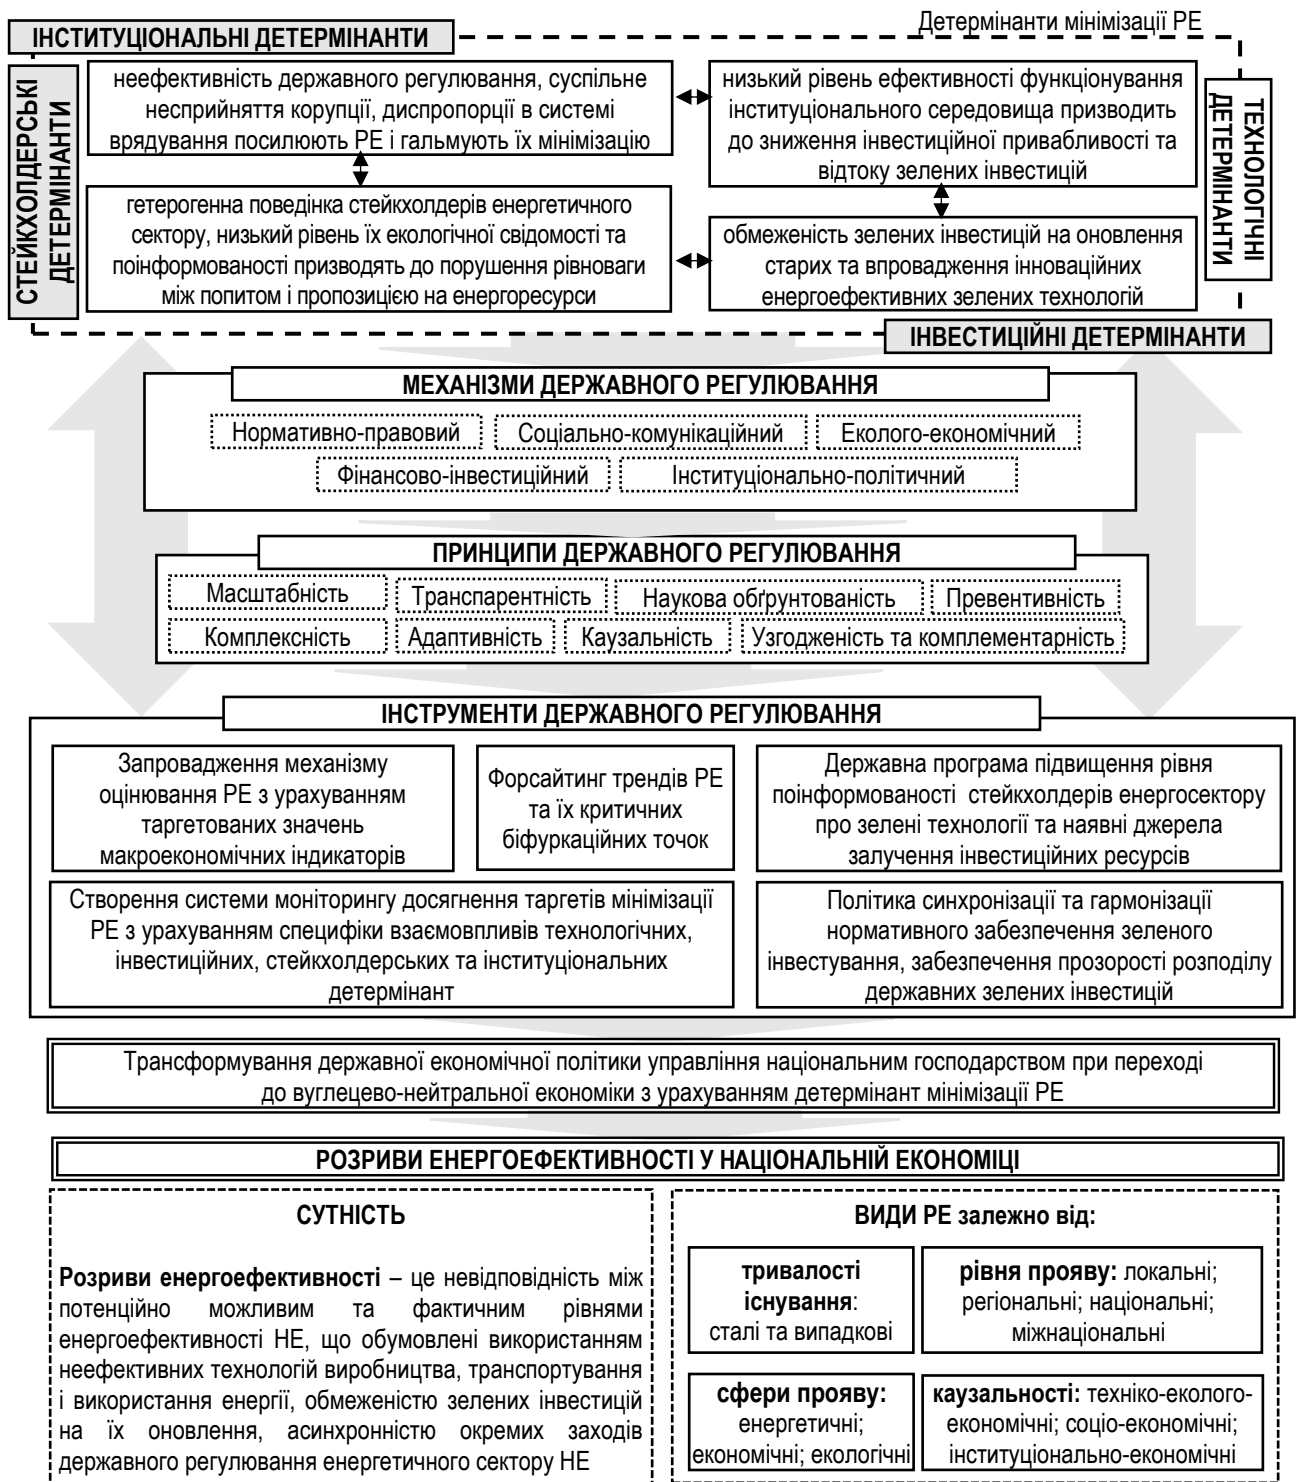 Детермінанти мінімізації РЕ
ІНСТИТУЦІОНАЛЬНІ ДЕТЕРМІНАНТИ
СТЕЙКХОЛДЕРСЬКІ
ДЕТЕРМІНАНТИ
неефективність державного регулювання, суспільне
несприйняття корупції, диспропорції в системі
врядування посилюють РЕ і гальмують їх мінімізацію
низький рівень ефективності функціонування
інституціонального середовища призводить
до зниження інвестиційної привабливості та
відтоку зелених інвестицій
ТЕХНОЛОГІЧНІ
ДЕТЕРМІНАНТИ
гетерогенна поведінка стейкхолдерів енергетичного
сектору, низький рівень їх екологічної свідомості та
поінформованості призводять до порушення рівноваги
між попитом і пропозицією на енергоресурси
обмеженість зелених інвестицій на оновлення
старих та впровадження інноваційних
енергоефективних зелених технологій
ІНВЕСТИЦІЙНІ ДЕТЕРМІНАНТИ
МЕХАНІЗМИ ДЕРЖАВНОГО РЕГУЛЮВАННЯ
Нормативно-правовий Соціально-комунікаційний Еколого-економічний
Фінансово-інвестиційний Інституціонально-політичний
ПРИНЦИПИ ДЕРЖАВНОГО РЕГУЛЮВАННЯ
Масштабність Транспарентність Наукова обґрунтованість Превентивність
Комплексність Адаптивність Каузальність Узгодженість та комплементарність
ІНСТРУМЕНТИ ДЕРЖАВНОГО РЕГУЛЮВАННЯ
Запровадження механізму
оцінювання РЕ з урахуванням
таргетованих значень
макроекономічних індикаторів
Форсайтинг трендів РЕ
та їх критичних
біфуркаційних точок
Державна програма підвищення рівня
поінформованості стейкхолдерів енергосектору
про зелені технології та наявні джерела
залучення інвестиційних ресурсів
Створення системи моніторингу досягнення таргетів мінімізації
РЕ з урахуванням специфіки взаємовпливів технологічних,
інвестиційних, стейкхолдерських та інституціональних
детермінант
Політика синхронізації та гармонізації
нормативного забезпечення зеленого
інвестування, забезпечення прозорості розподілу
державних зелених інвестицій
Трансформування державної економічної політики управління національним господарством при переході
до вуглецево-нейтральної економіки з урахуванням детермінант мінімізації РЕ
РОЗРИВИ ЕНЕРГОЕФЕКТИВНОСТІ У НАЦІОНАЛЬНІЙ ЕКОНОМІЦІ
СУТНІСТЬ
Розриви енергоефективності – це невідповідність між
потенційно можливим та фактичним рівнями
енергоефективності НЕ, що обумовлені використанням
неефективних технологій виробництва, транспортування
і використання енергії, обмеженістю зелених інвестицій
на їх оновлення, асинхронністю окремих заходів
державного регулювання енергетичного сектору НЕ
ВИДИ РЕ залежно від:
тривалості
існування:
сталі та випадкові
рівня прояву: локальні;
регіональні; національні;
міжнаціональні
сфери прояву:
енергетичні;
економічні; екологічні
каузальності: техніко-еколого-
економічні; соціо-економічні;
інституціонально-економічні